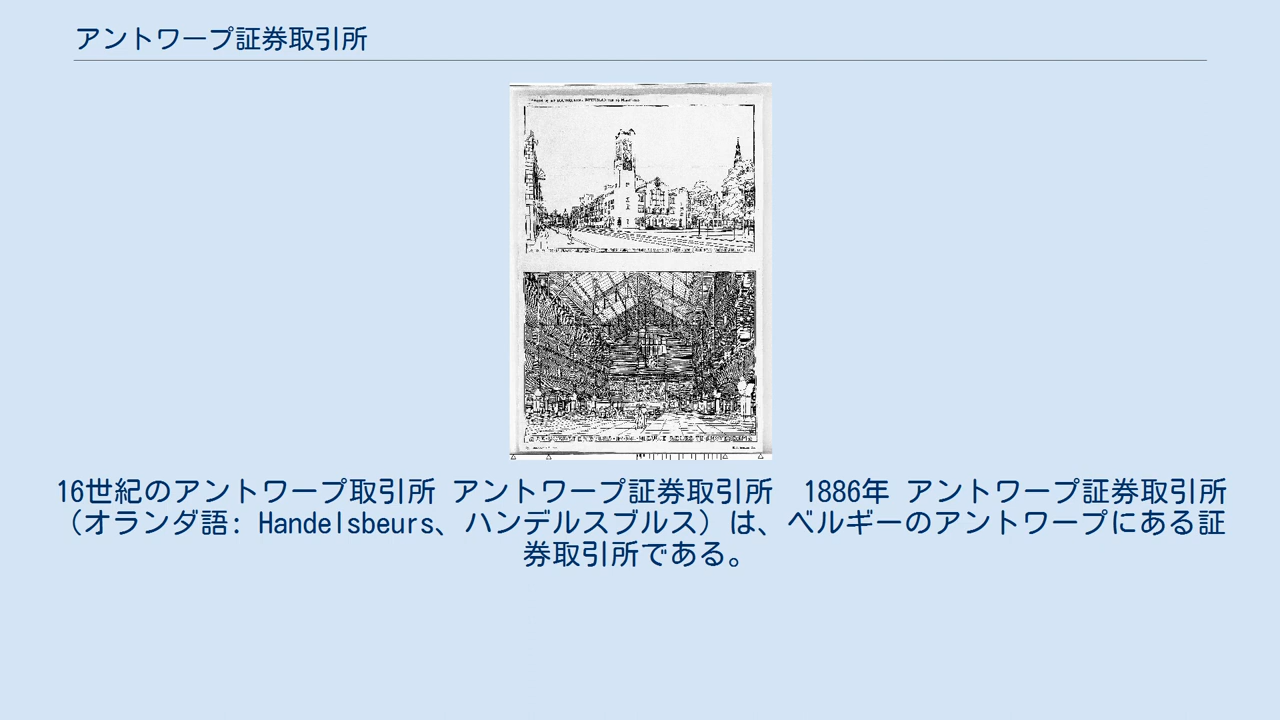 アントワープ証券取引所
16世紀のアントワープ取引所 アントワープ証券取引所　1886年 アントワープ証券取引所
（オランダ語: Handelsbeurs、ハンデルスブルス）は、ベルギーのアントワープにある証
券取引所である。